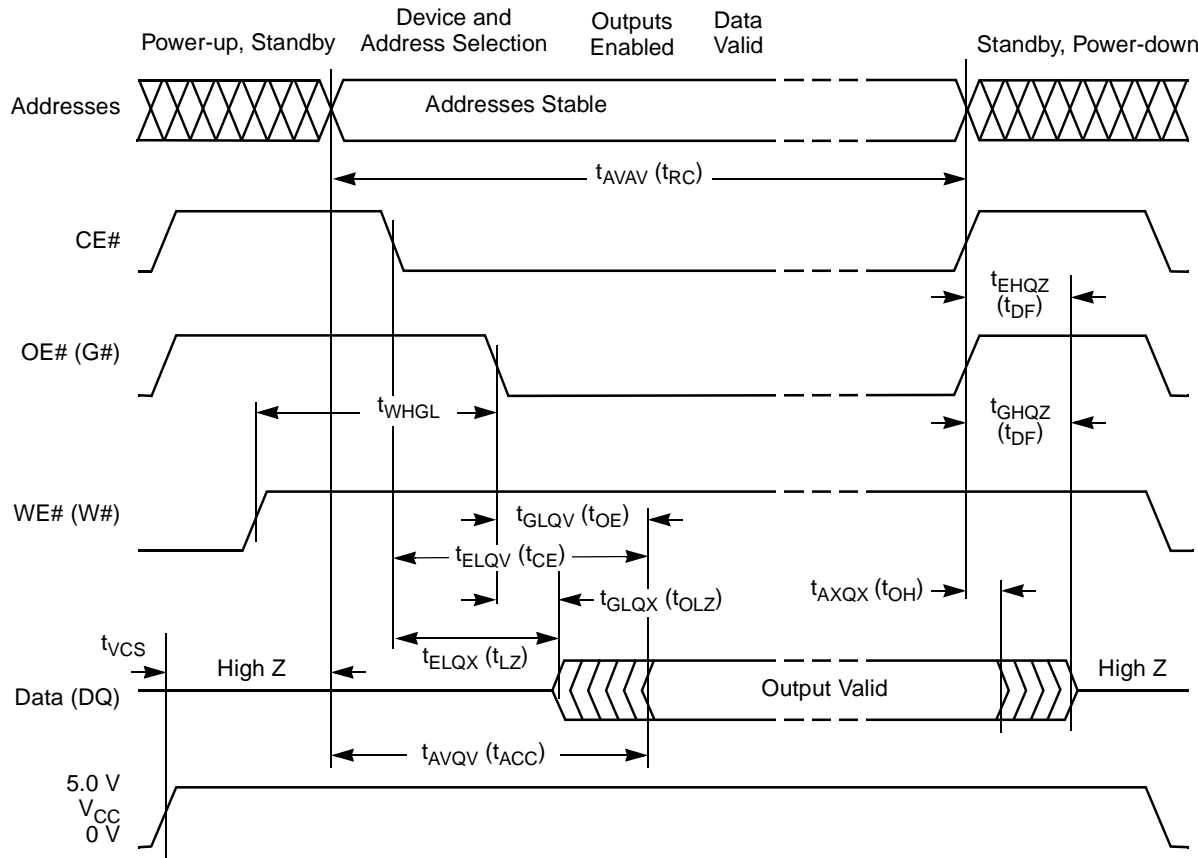 Power-up, Standby
Device and
Address Selection
Outputs
Enabled
Data
Valid
Standby, Power-down
Addresses
Addresses Stable
tAVAV (tRC)
CE#
tEHQZ
(tDF)
OE# (G#)
tWHGL
tGHQZ
(tDF)
WE# (W#)
tGLQV (tOE)
tELQV (tCE)
tGLQX (tOLZ)
tAXQX (tOH)
tVCS
tELQX (tLZ)
High Z
High Z
Data (DQ)
Output Valid
tAVQV (tACC)
5.0 V
VCC
0 V